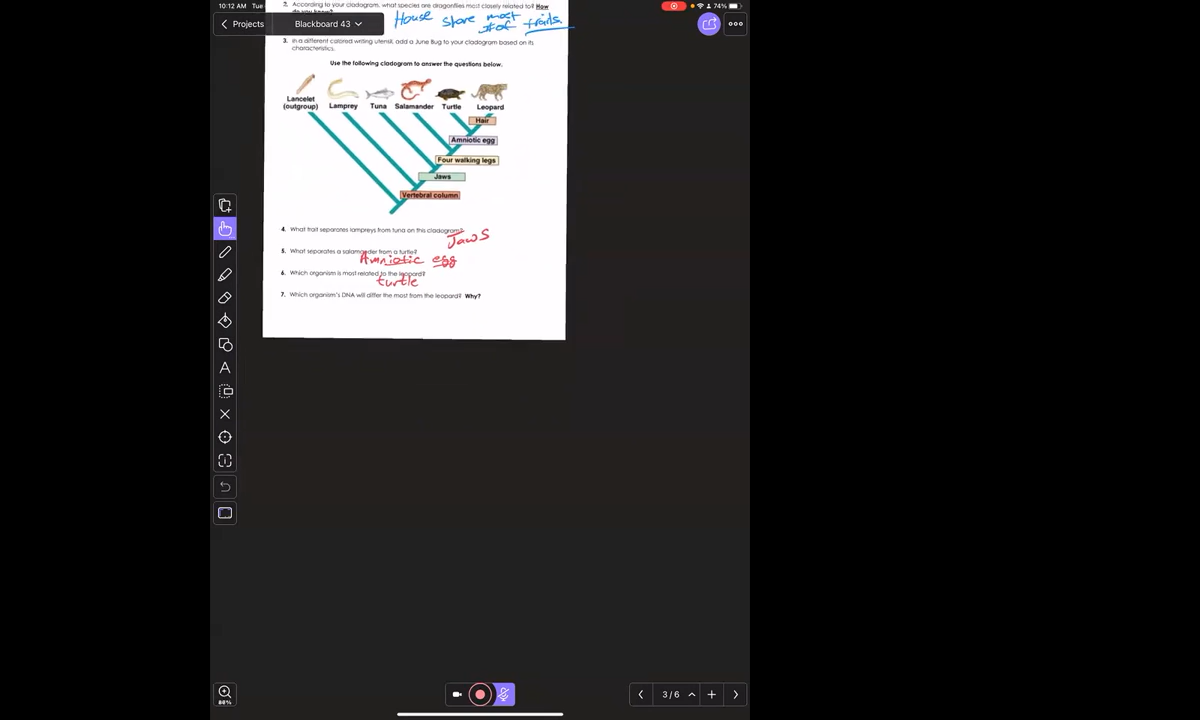 10:12 AM Tue
74%
Projects
Blackboard 43
2. According to your cladogram, what species are dragonflies most closely related to? How
do you know?
House share most
# of traits.
3. In a different colored writing utensil, add a June Bug to your cladogram based on its
characteristics.
Use the following cladogram to answer the questions below.
Lancelet
(outgroup) Lamprey Tuna Salamander Turtle Leopard
Hair
Amniotic egg
Four walking legs
Jaws
Vertebral column
4. What trait separates lampreys from tuna on this cladogram?
Jaws
5. What separates a salamander from a turtle?
Amniotic egg
6. Which organism is most related to the leopard?
turtle
7. Which organism's DNA will differ the most from the leopard? Why?
A
88%
3/6